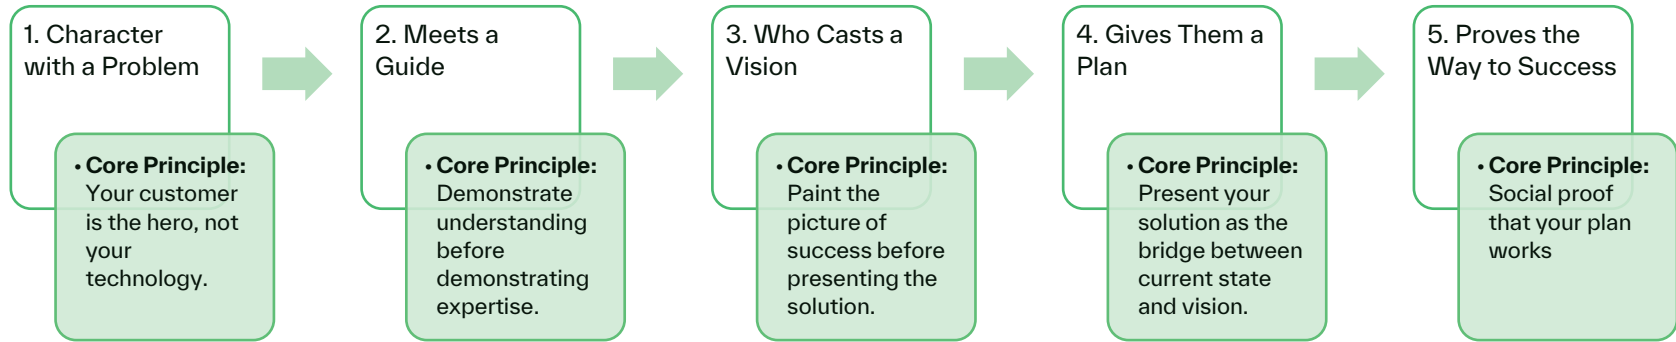 1. Character
with a Problem
• Core Principle:
Your customer
is the hero, not
your
technology.
2. Meets a
Guide
• Core Principle:
Demonstrate
understanding
before
demonstrating
expertise.
3. Who Casts a
Vision
• Core Principle:
Paint the
picture of
success before
presenting the
solution.
4. Gives Them a
Plan
• Core Principle:
Present your
solution as the
bridge between
current state
and vision.
5. Proves the
Way to Success
• Core Principle:
Social proof
that your plan
works